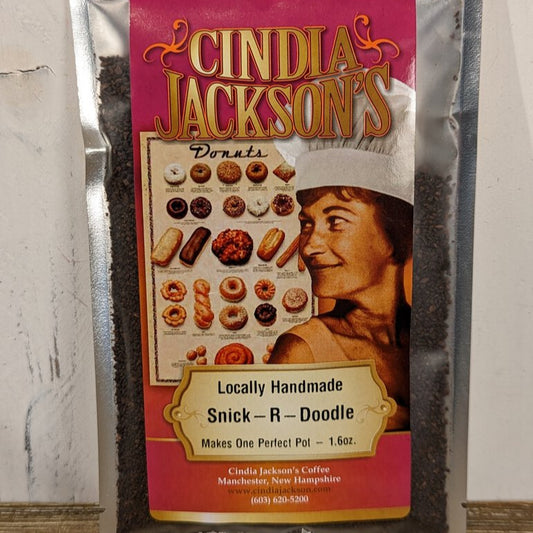 CINDIA
JACKSON'S
Donuts
Locally Handmade
Snick-R-Doodle
Makes One Perfect Pot - 1.6oz.
Cindia Jackson's Coffee
Manchester, New Hampshire
www.cindiajackson.com
(603) 620-5200